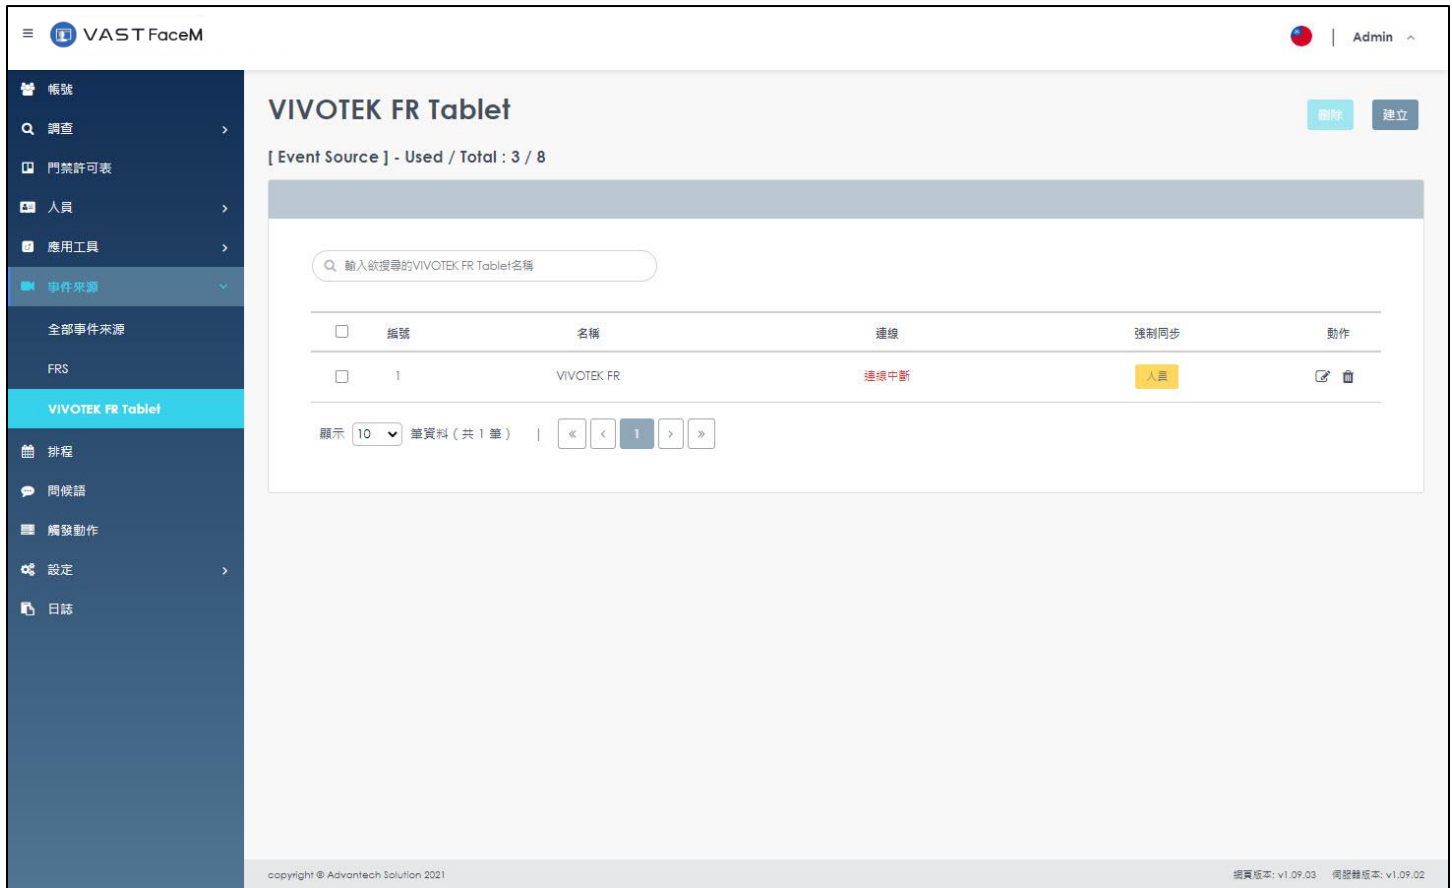 VAST FaceM
Admin
帳號
調查
門禁許可表
人員
應用工具
事件來源
全部事件來源
FRS
VIVOTEK FR Tablet
排程
問候語
觸發動作
設定
日誌
VIVOTEK FR Tablet
刪除 建立
[ Event Source ] - Used / Total : 3 / 8
輸入欲搜尋的VIVOTEK FR Tablet名稱
編號 名稱 連線 強制同步 動作
1 VIVOTEK FR 連線中斷 人員
顯示 10 筆資料 ( 共 1 筆 ) | « ‹ 1 › »
copyright © Advantech Solution 2021
網頁版本: v1.09.03 伺服器版本: v1.09.02